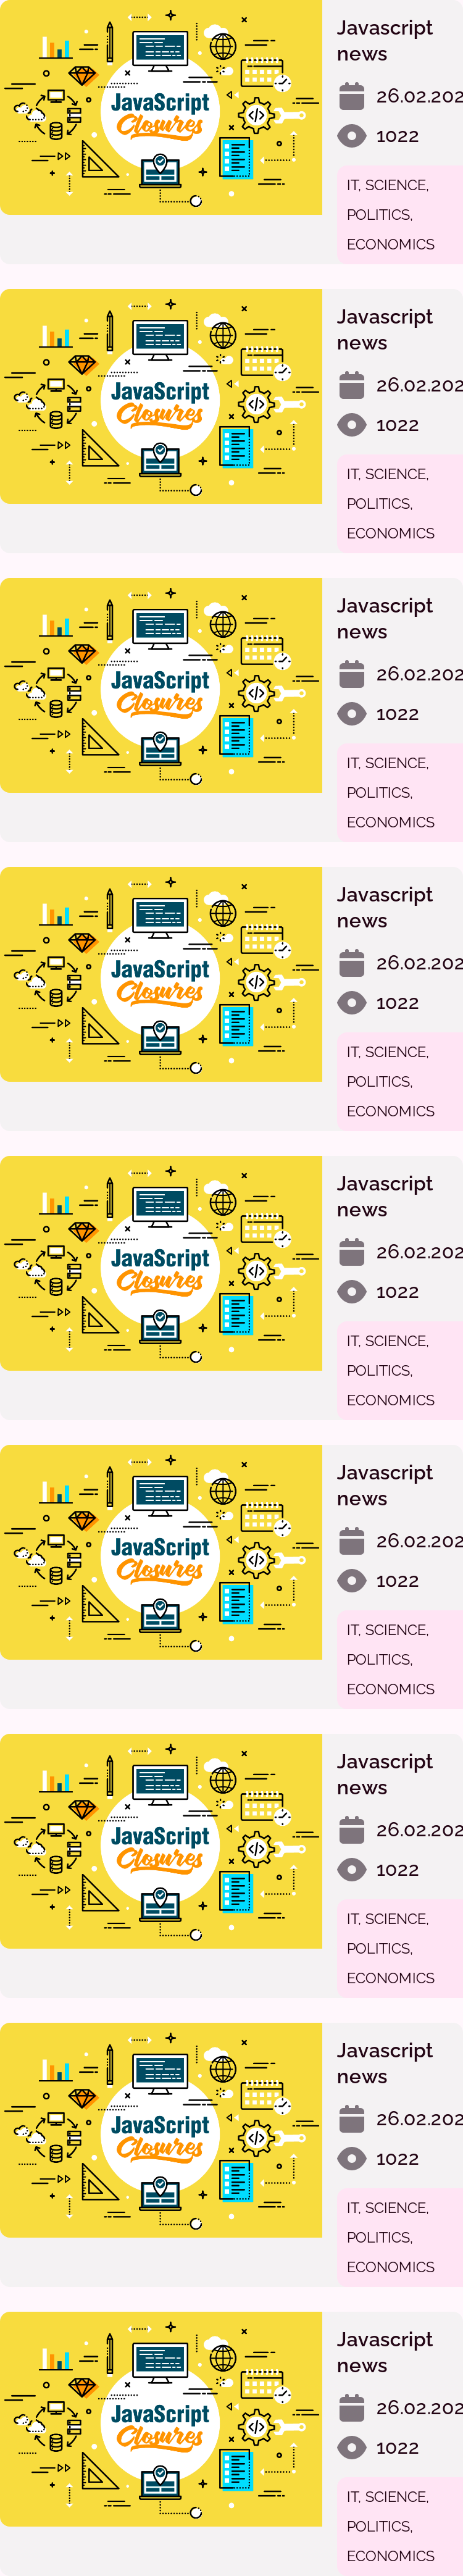 JavaScript
Closures
Javascript
news
26.02.202
1022
IT, SCIENCE,
POLITICS,
ECONOMICS
JavaScript
Closures
Javascript
news
26.02.202
1022
IT, SCIENCE,
POLITICS,
ECONOMICS
JavaScript
Closures
Javascript
news
26.02.202
1022
IT, SCIENCE,
POLITICS,
ECONOMICS
JavaScript
Closures
Javascript
news
26.02.202
1022
IT, SCIENCE,
POLITICS,
ECONOMICS
JavaScript
Closures
Javascript
news
26.02.202
1022
IT, SCIENCE,
POLITICS,
ECONOMICS
JavaScript
Closures
Javascript
news
26.02.202
1022
IT, SCIENCE,
POLITICS,
ECONOMICS
JavaScript
Closures
Javascript
news
26.02.202
1022
IT, SCIENCE,
POLITICS,
ECONOMICS
JavaScript
Closures
Javascript
news
26.02.202
1022
IT, SCIENCE,
POLITICS,
ECONOMICS
JavaScript
Closures
Javascript
news
26.02.202
1022
IT, SCIENCE,
POLITICS,
ECONOMICS